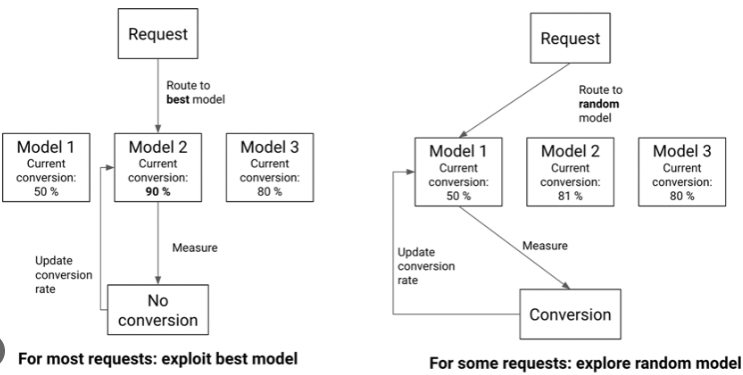 Request
Route to
best model
Model 1
Current
conversion:
50 %
Model 2
Current
conversion:
90 %
Model 3
Current
conversion:
80 %
Update
conversion
rate
Measure
No
conversion
For most requests: exploit best model
Request
Route to
random
model
Model 1
Current
conversion:
50 %
Model 2
Current
conversion:
81 %
Model 3
Current
conversion:
80 %
Update
conversion
rate
Measure
Conversion
For some requests: explore random model